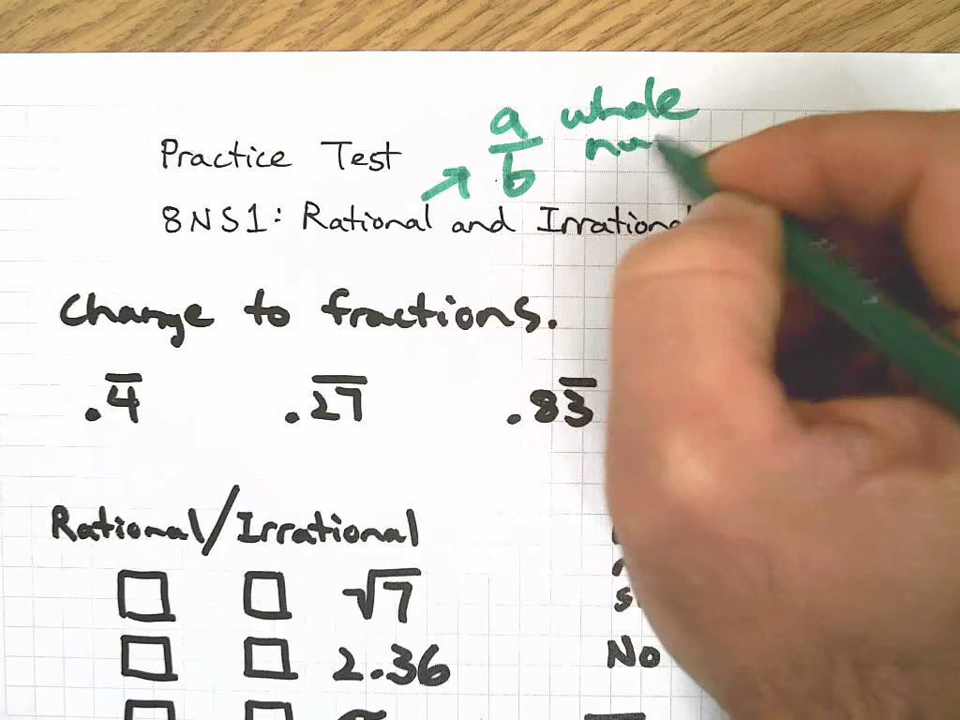 a whole
b nu
Practice Test
8NS1: Rational and Irrational
Change to fractions.
.4̅ .2̅7̅ .83̅
Rational/Irrational
√7
2.36 No